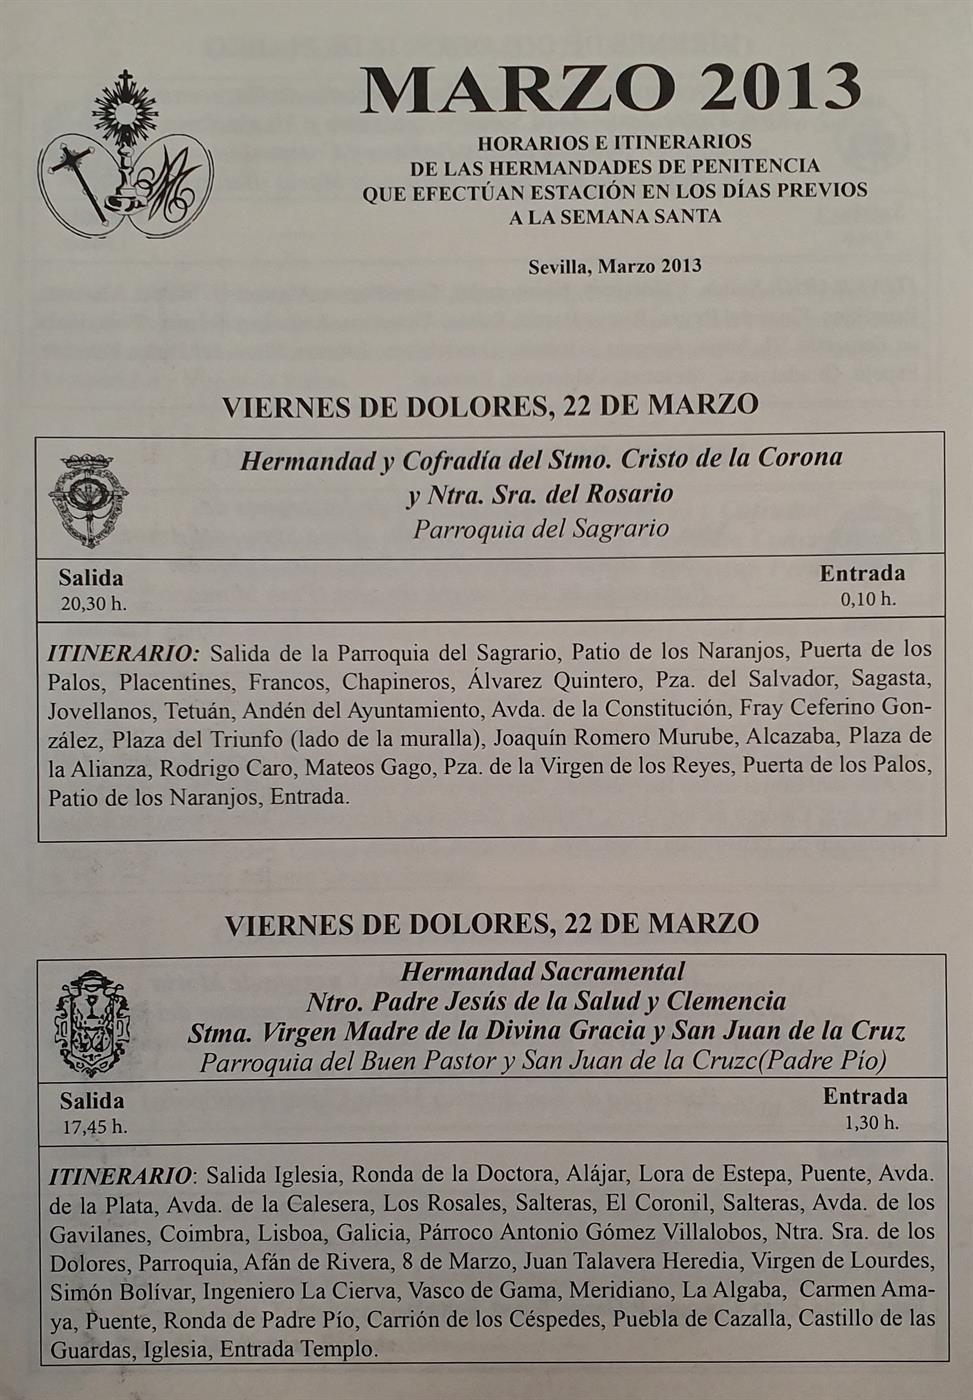 MARZO 2013
HORARIOS E ITINERARIOS
DE LAS HERMANDADES DE PENITENCIA
QUE EFECTÚAN ESTACIÓN EN LOS DÍAS PREVIOS
A LA SEMANA SANTA
Sevilla, Marzo 2013
VIERNES DE DOLORES, 22 DE MARZO
Hermandad y Cofradía del Stmo. Cristo de la Corona
y Ntra. Sra. del Rosario
Parroquia del Sagrario
Salida Entrada
20,30 h. 0,10 h.
ITINERARIO: Salida de la Parroquia del Sagrario, Patio de los Naranjos, Puerta de los
Palos, Placentines, Francos, Chapineros, Álvarez Quintero, Pza. del Salvador, Sagasta,
Jovellanos, Tetuán, Andén del Ayuntamiento, Avda. de la Constitución, Fray Ceferino Gon-
zález, Plaza del Triunfo (lado de la muralla), Joaquín Romero Murube, Alcazaba, Plaza de
la Alianza, Rodrigo Caro, Mateos Gago, Pza. de la Virgen de los Reyes, Puerta de los Palos,
Patio de los Naranjos, Entrada.
VIERNES DE DOLORES, 22 DE MARZO
Hermandad Sacramental
Ntro. Padre Jesús de la Salud y Clemencia
Stma. Virgen Madre de la Divina Gracia y San Juan de la Cruz
Parroquia del Buen Pastor y San Juan de la Cruzc(Padre Pío)
Salida Entrada
17,45 h. 1,30 h.
ITINERARIO: Salida Iglesia, Ronda de la Doctora, Alájar, Lora de Estepa, Puente, Avda.
de la Plata, Avda. de la Calesera, Los Rosales, Salteras, El Coronil, Salteras, Avda. de los
Gavilanes, Coimbra, Lisboa, Galicia, Párroco Antonio Gómez Villalobos, Ntra. Sra. de los
Dolores, Parroquia, Afán de Rivera, 8 de Marzo, Juan Talavera Heredia, Virgen de Lourdes,
Simón Bolívar, Ingeniero La Cierva, Vasco de Gama, Meridiano, La Algaba, Carmen Ama-
ya, Puente, Ronda de Padre Pío, Carrión de los Céspedes, Puebla de Cazalla, Castillo de las
Guardas, Iglesia, Entrada Templo.